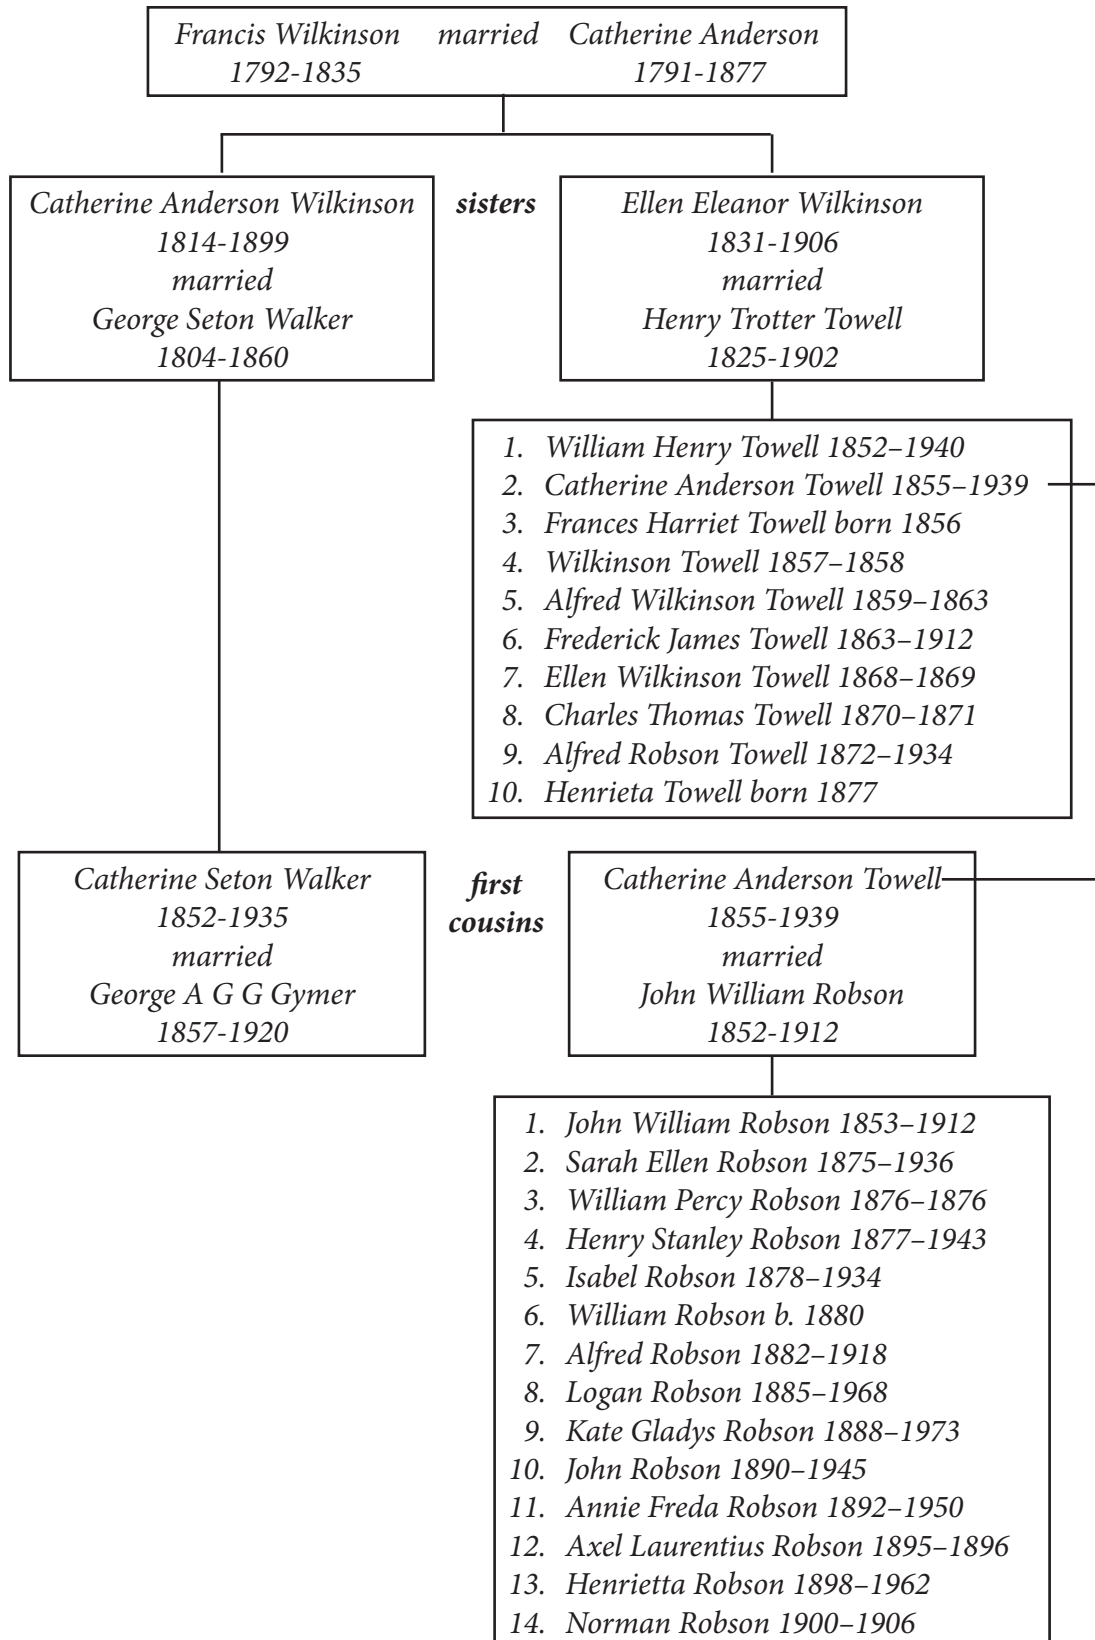 Francis Wilkinson married Catherine Anderson
1792-1835 1791-1877
Catherine Anderson Wilkinson
1814-1899
married
George Seton Walker
1804-1860
sisters
Ellen Eleanor Wilkinson
1831-1906
married
Henry Trotter Towell
1825-1902
1. William Henry Towell 1852–1940
2. Catherine Anderson Towell 1855–1939
3. Frances Harriet Towell born 1856
4. Wilkinson Towell 1857–1858
5. Alfred Wilkinson Towell 1859–1863
6. Frederick James Towell 1863–1912
7. Ellen Wilkinson Towell 1868–1869
8. Charles Thomas Towell 1870–1871
9. Alfred Robson Towell 1872–1934
10. Henrieta Towell born 1877
Catherine Seton Walker
1852-1935
married
George A G G Gymer
1857-1920
first
cousins
Catherine Anderson Towell
1855-1939
married
John William Robson
1852-1912
1. John William Robson 1853–1912
2. Sarah Ellen Robson 1875–1936
3. William Percy Robson 1876–1876
4. Henry Stanley Robson 1877–1943
5. Isabel Robson 1878–1934
6. William Robson b. 1880
7. Alfred Robson 1882–1918
8. Logan Robson 1885–1968
9. Kate Gladys Robson 1888–1973
10. John Robson 1890–1945
11. Annie Freda Robson 1892–1950
12. Axel Laurentius Robson 1895–1896
13. Henrietta Robson 1898–1962
14. Norman Robson 1900–1906